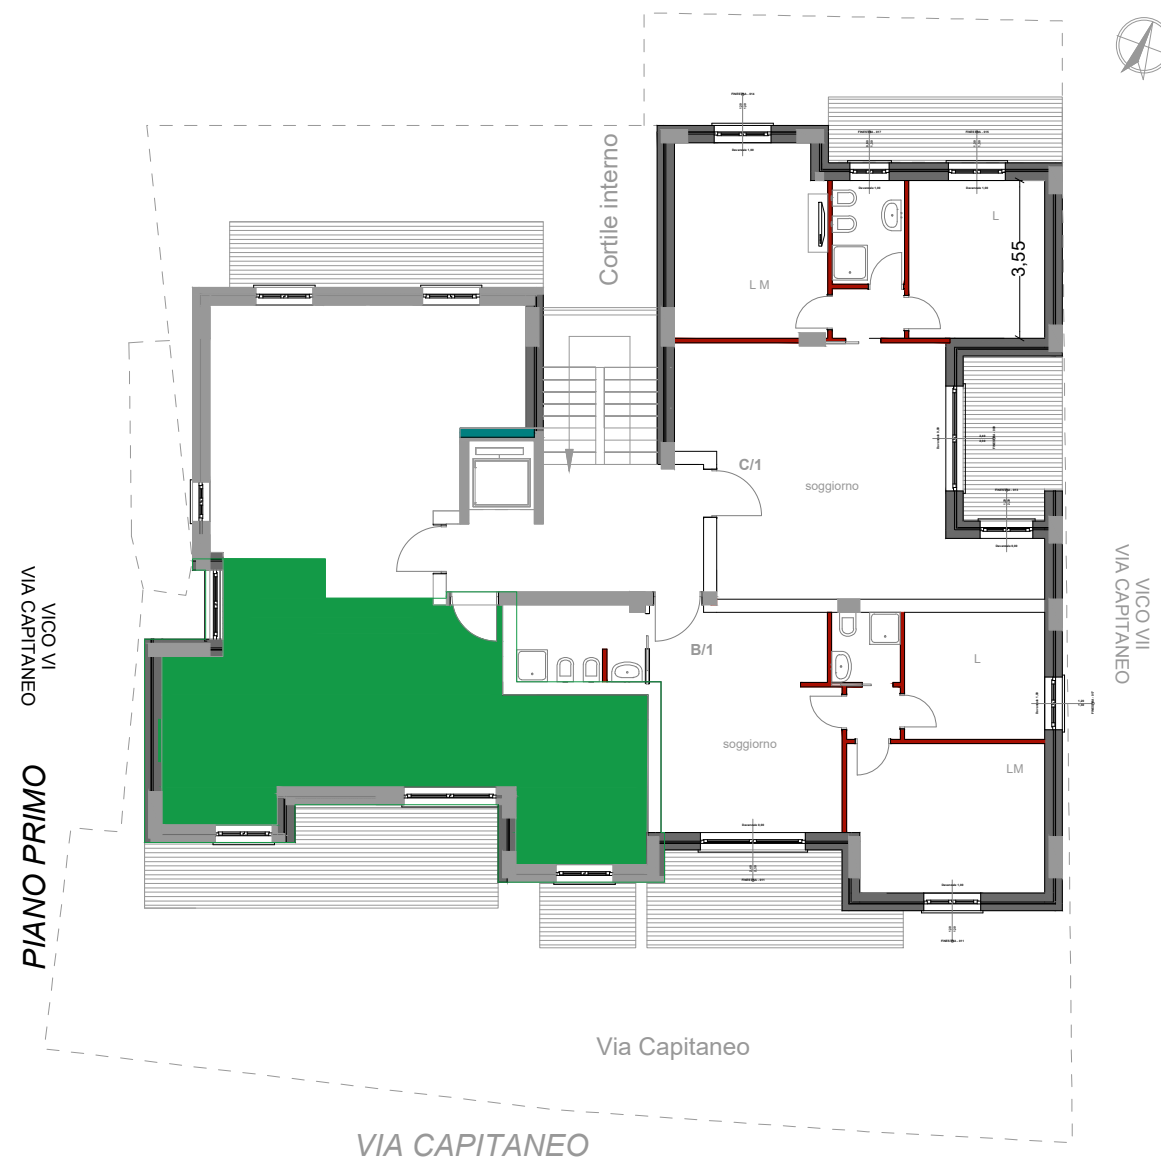 Cortile interno
L
3,55
L M
C/1
soggiorno
VICO VI
VIA CAPITANEO
VICO VII
VIA CAPITANEO
B/1
L
soggiorno
LM
PIANO PRIMO
Via Capitaneo
VIA CAPITANEO